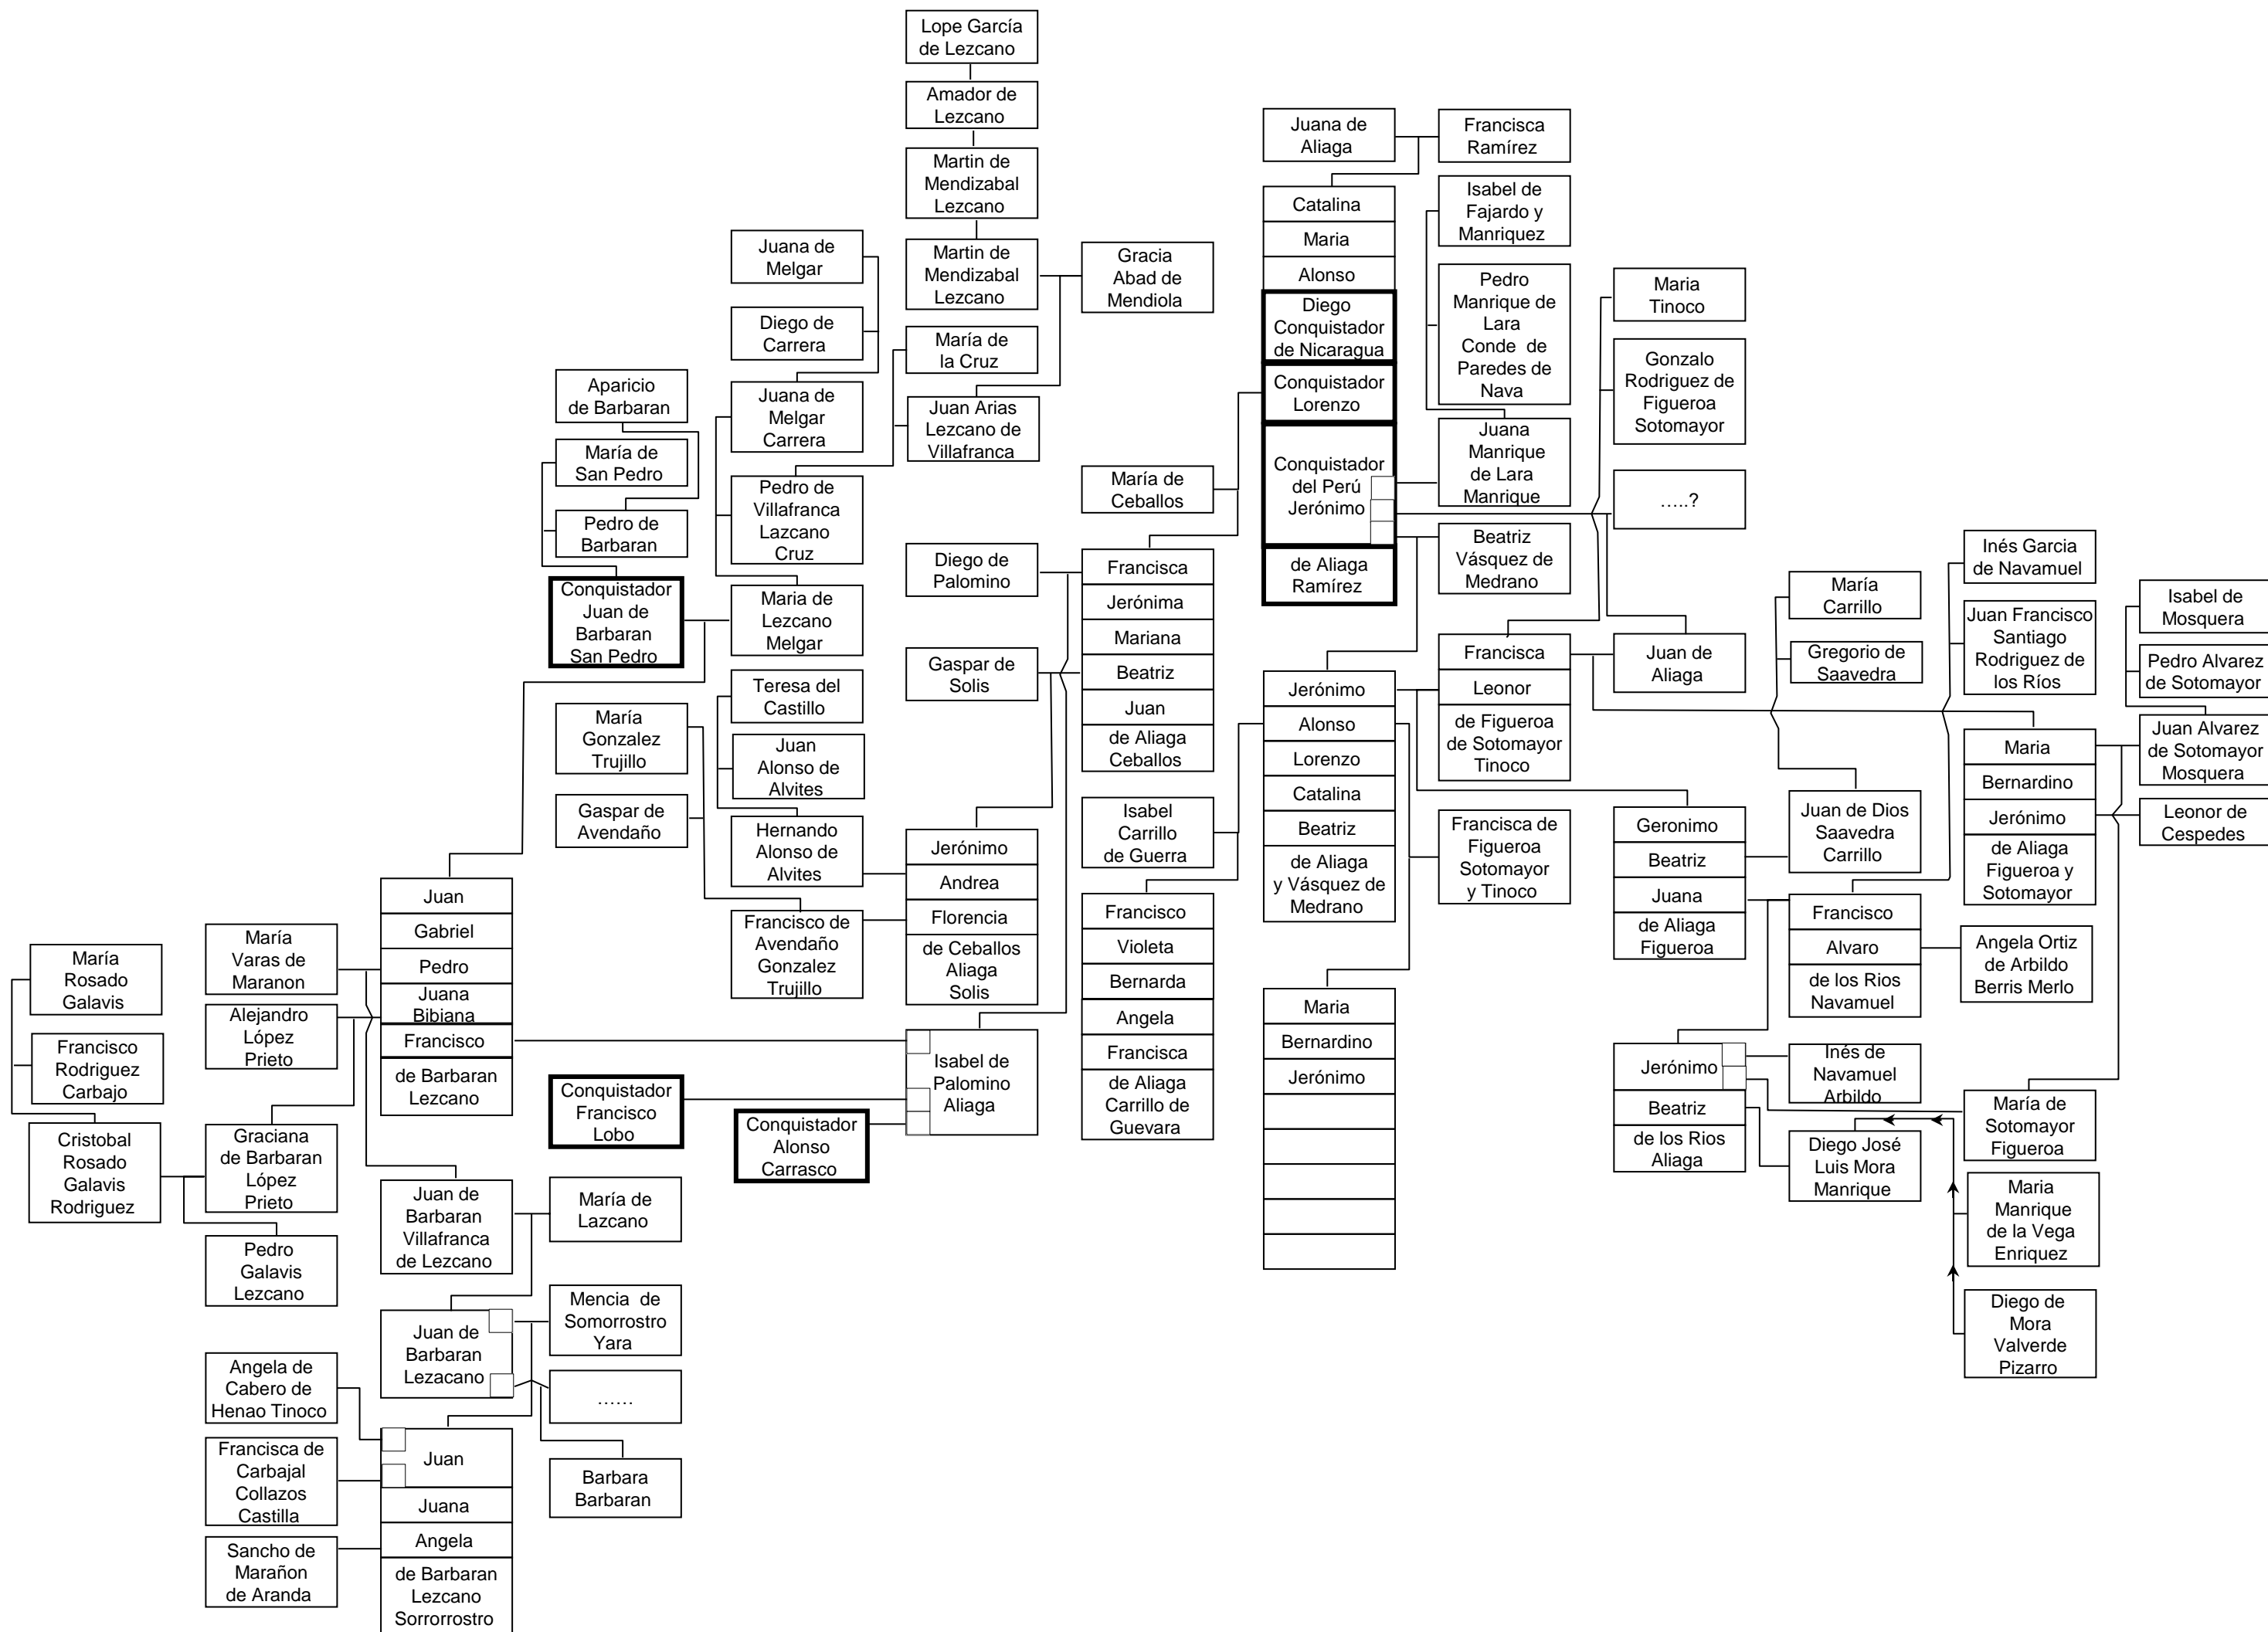 Lope García
de Lezcano
Amador de
Lezcano
Martin de
Mendizabal
Lezcano
Martin de
Mendizabal
Lezcano
Gracia
Abad de
Mendiola
Juana de
Melgar
Diego de
Carrera
María de
la Cruz
Juan Arias
Lezcano de
Villafranca
Aparicio
de Barbaran
María de
San Pedro
Pedro de
Barbaran
Juana de
Melgar
Carrera
Pedro de
Villafranca
Lazcano
Cruz
Conquistador
Juan de
Barbaran
San Pedro
Maria de
Lezcano
Melgar
Juana de
Aliaga
Francisca
Ramírez
Catalina
Maria
Alonso
Diego
Conquistador
de Nicaragua
Conquistador
Lorenzo
Conquistador
del Perú
Jerónimo
de Aliaga
Ramírez
Isabel de
Fajardo y
Manriquez
Pedro
Manrique de
Lara
Conde  de
Paredes de
Nava
Juana
Manrique
de Lara
Manrique
Beatriz
Vásquez de
Medrano
Maria
Tinoco
Gonzalo
Rodriguez de
Figueroa
Sotomayor
…..?
María de
Ceballos
Diego de
Palomino
Gaspar de
Solis
Francisca
Jerónima
Mariana
Beatriz
Juan
de Aliaga
Ceballos
Francisca
Leonor
de Figueroa
de Sotomayor
Tinoco
Juan de
Aliaga
María
Carrillo
Gregorio de
Saavedra
Inés Garcia
de Navamuel
Juan Francisco
Santiago
Rodriguez de
los Ríos
Isabel de
Mosquera
Pedro Alvarez
de Sotomayor
Juan Alvarez
de Sotomayor
Mosquera
Leonor de
Cespedes
Maria
Bernardino
Jerónimo
de Aliaga
Figueroa y
Sotomayor
Teresa del
Castillo
Juan
Alonso de
Alvites
María
Gonzalez
Trujillo
Gaspar de
Avendaño
Hernando
Alonso de
Alvites
Francisco de
Avendaño
Gonzalez
Trujillo
Jerónimo
Andrea
Florencia
de Ceballos
Aliaga
Solis
Isabel
Carrillo
de Guerra
Jerónimo
Alonso
Lorenzo
Catalina
Beatriz
de Aliaga
y Vásquez de
Medrano
Francisca de
Figueroa
Sotomayor
y Tinoco
Geronimo
Beatriz
Juana
de Aliaga
Figueroa
Juan de Dios
Saavedra
Carrillo
Francisco
Alvaro
de los Rios
Navamuel
Angela Ortiz
de Arbildo
Berris Merlo
Juan
Gabriel
Pedro
Juana
Bibiana
Francisco
de Barbaran
Lezcano
María
Varas de
Maranon
Alejandro
López
Prieto
María
Rosado
Galavis
Francisco
Rodriguez
Carbajo
Cristobal
Rosado
Galavis
Rodriguez
Graciana
de Barbaran
López
Prieto
Pedro
Galavis
Lezcano
Conquistador
Francisco
Lobo
Conquistador
Alonso
Carrasco
Isabel de
Palomino
Aliaga
Francisco
Violeta
Bernarda
Angela
Francisca
de Aliaga
Carrillo de
Guevara
Maria
Bernardino
Jerónimo
Jerónimo
Beatriz
de los Rios
Aliaga
Inés de
Navamuel
Arbildo
María de
Sotomayor
Figueroa
Diego José
Luis Mora
Manrique
Maria
Manrique
de la Vega
Enriquez
Diego de
Mora
Valverde
Pizarro
Juan de
Barbaran
Villafranca
de Lezcano
María de
Lazcano
Juan de
Barbaran
Lezacano
Mencia  de
Somorrostro
Yara
……
Barbara
Barbaran
Angela de
Cabero de
Henao Tinoco
Francisca de
Carbajal
Collazos
Castilla
Sancho de
Marañon
de Aranda
Juan
Juana
Angela
de Barbaran
Lezcano
Sorrorrostro